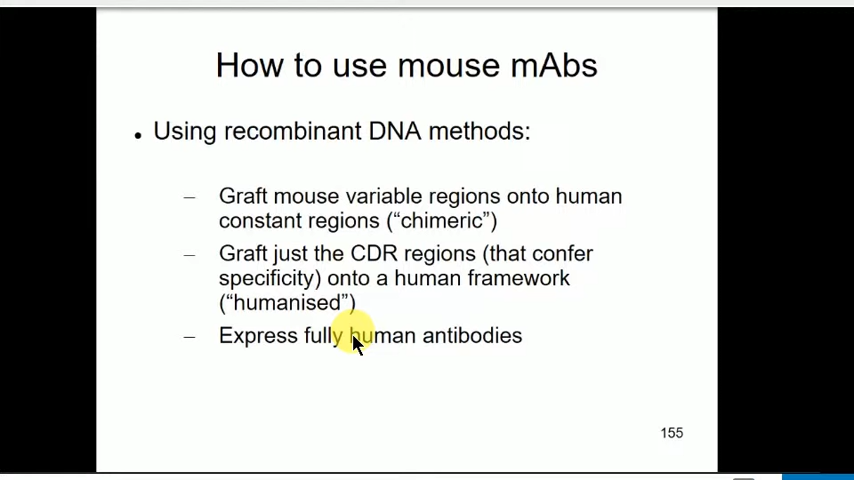 How to use mouse mAbs
• Using recombinant DNA methods:
– Graft mouse variable regions onto human
constant regions (“chimeric”)
– Graft just the CDR regions (that confer
specificity) onto a human framework
(“humanised”)
– Express fully human antibodies
155